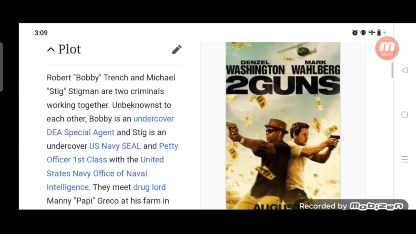 3:09
Plot
Robert "Bobby" Trench and Michael
"Stig" Stigman are two criminals
working together. Unbeknownst to
each other, Bobby is an undercover
DEA Special Agent and Stig is an
undercover US Navy SEAL and Petty
Officer 1st Class with the United
States Navy Office of Naval
Intelligence. They meet drug lord
Manny "Papi" Greco at his farm in
DENZEL MARK
WASHINGTON WAHLBERG
2GUNS
AUGUS
Recorded by MOBIZEN